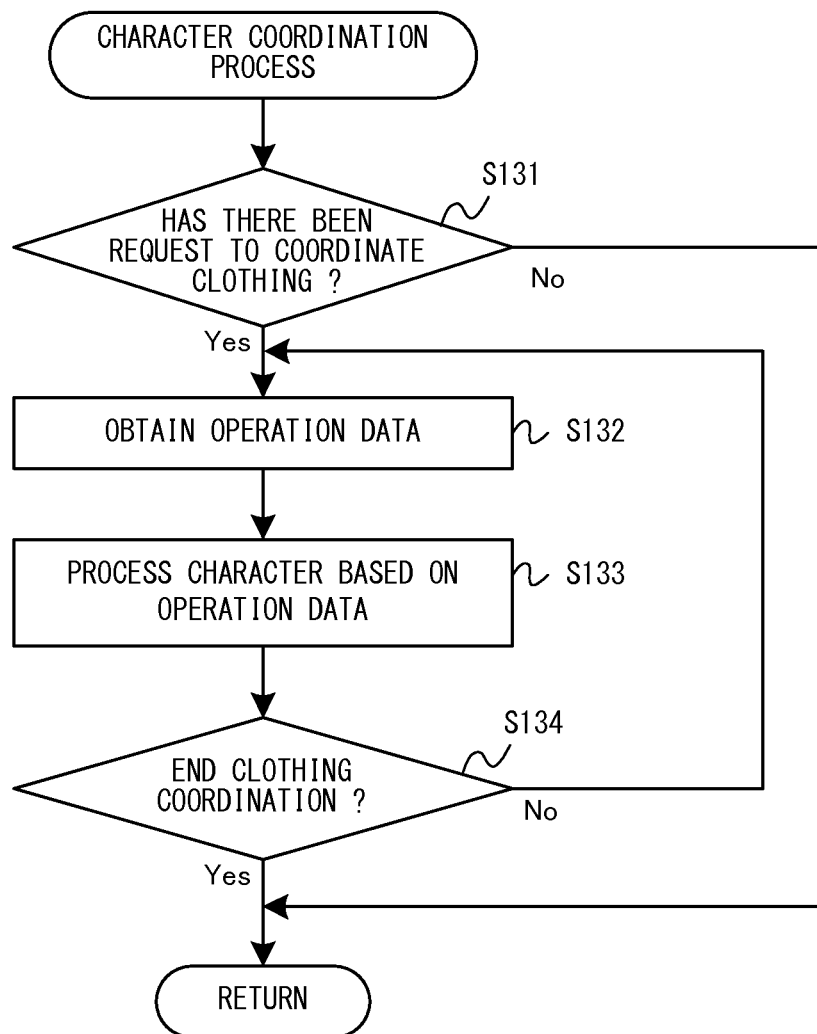 CHARACTER COORDINATION
PROCESS
S131
HAS THERE BEEN
REQUEST TO COORDINATE
CLOTHING ?
No
Yes
OBTAIN OPERATION DATA
S132
PROCESS CHARACTER BASED ON
OPERATION DATA
S133
S134
END CLOTHING
COORDINATION ?
No
Yes
RETURN